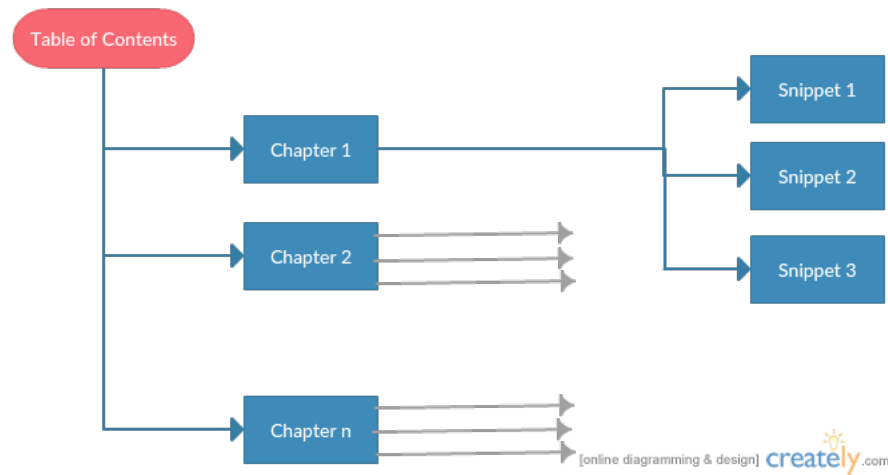 Table of Contents
Snippet 1
Chapter 1
Snippet 2
Chapter 2
Snippet 3
Chapter n
[online diagramming & design] creately.com